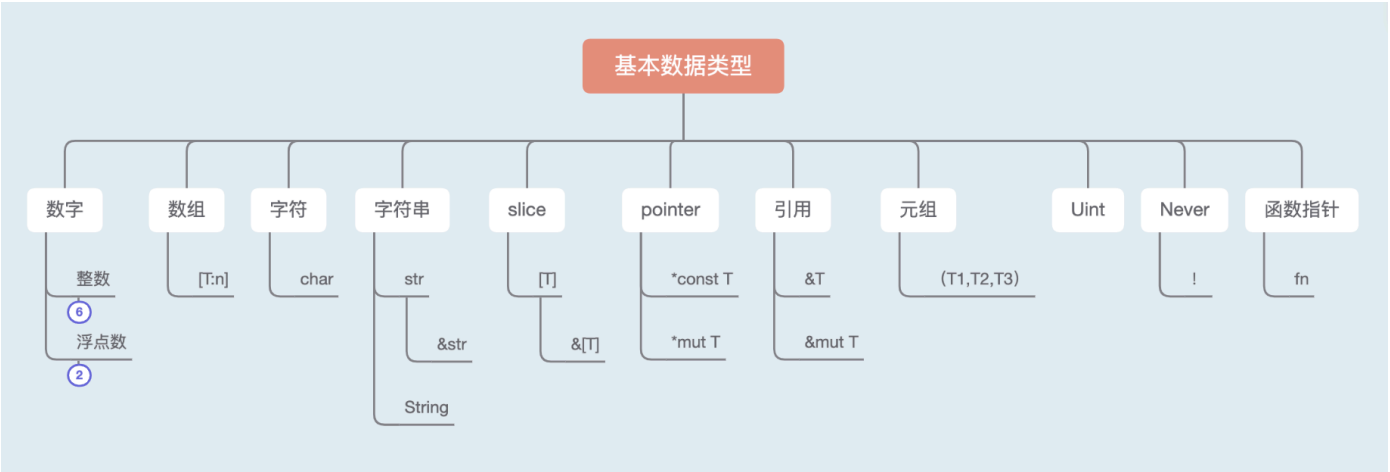 基本数据类型
数字
数组
字符
字符串
slice
pointer
引用
元组
Uint
Never
函数指针
整数
[T:n]
char
str
[T]
*const T
&T
(T1,T2,T3)
!
fn
6
浮点数
&str
&[T]
*mut T
&mut T
2
String